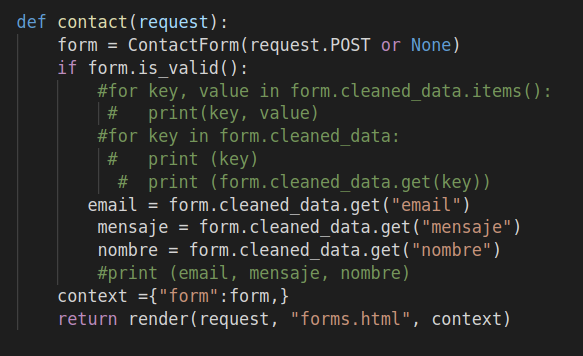 def contact(request):
    form = ContactForm(request.POST or None)
    if form.is_valid():
        #for key, value in form.cleaned_data.items():
         #   print(key, value)
        #for key in form.cleaned_data:
         #   print (key)
          #  print (form.cleaned_data.get(key))
       email = form.cleaned_data.get("email")
        mensaje = form.cleaned_data.get("mensaje")
        nombre = form.cleaned_data.get("nombre")
        #print (email, mensaje, nombre)
    context ={"form":form,}
    return render(request, "forms.html", context)